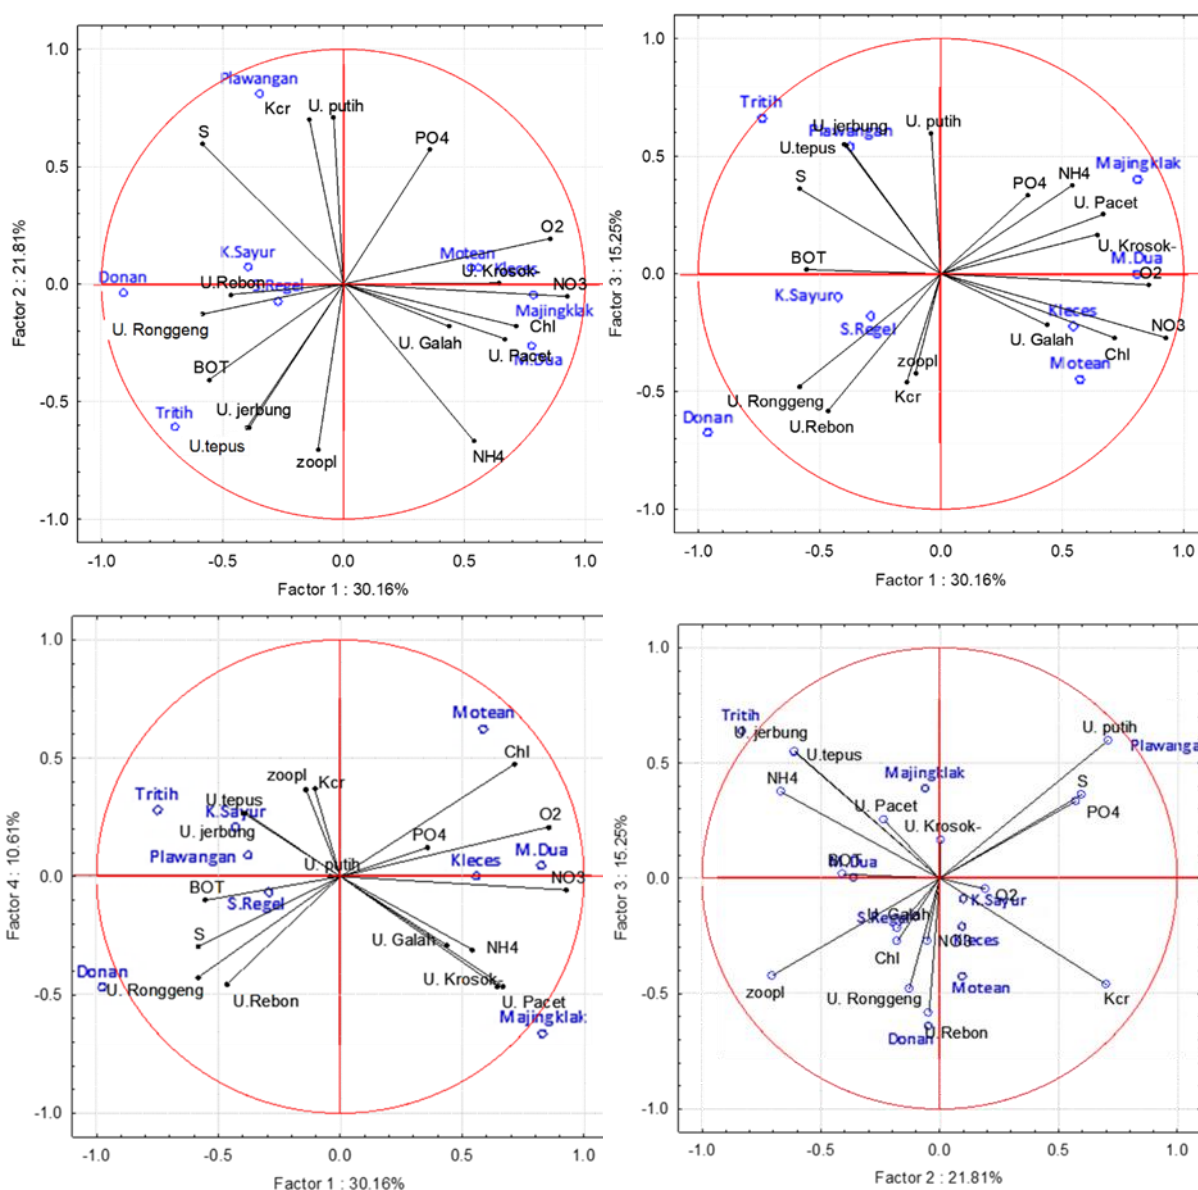 1.0
Plawangan
Kcr
U. putih
S
PO4
0.5
O2
K.Sayur
Motean
Kleces
U. Krosok-
Donan
U.Rebon
S.Regel
NO3
0.0
U. Ronggeng
Majingklak
Chl
U. Galah
U. Pacet
M.Dua
BOT
U. jerbung
Tritih
U.tepus
-0.5
zoopl
NH4
-1.0
-1.0 -0.5 0.0 0.5 1.0
Factor 1 : 30.16%
Factor 2 : 21.81%
1.0
Tritih
U. jerbung
Plawangan
U. putih
U.tepus
0.5
S
PO4
NH4
Majingklak
U. Pacet
U. Krosok-
BOT
M.Dua
0.0
O2
K.Sayur
S.Regel
Kleces
U. Galah
NO3
Chl
zoopl
Kcr
Motean
U. Ronggeng
-0.5
Donan
U.Rebon
-1.0
-1.0 -0.5 0.0 0.5 1.0
Factor 1 : 30.16%
Factor 3 : 15.25%
1.0
Motean
Chl
0.5
zoopl
Kcr
Tritih
U.tepus
K.Sayur
U. jerbung
O2
PO4
Plawangan
U. putih
Kleces
M.Dua
0.0
BOT
NO3
S.Regel
S
U. Galah
NH4
Donan
U. Ronggeng
U.Rebon
U. Krosok-
U. Pacet
-0.5
Majingklak
-1.0
-1.0 -0.5 0.0 0.5 1.0
Factor 1 : 30.16%
Factor 4 : 10.61%
1.0
Tritih
U. jerbung
U.tepus
U. putih
Plawanga
0.5
NH4
Majingklak
S
PO4
U. Pacet
U. Krosok-
BOT
M.Dua
0.0
O2
K.Sayur
U. Galah
S.Regel
NO3
Kleces
Chl
zoopl
Motean
Kcr
U. Ronggeng
-0.5
Donan
U.Rebon
-1.0
-1.0 -0.5 0.0 0.5 1.0
Factor 2 : 21.81%
Factor 3 : 15.25%